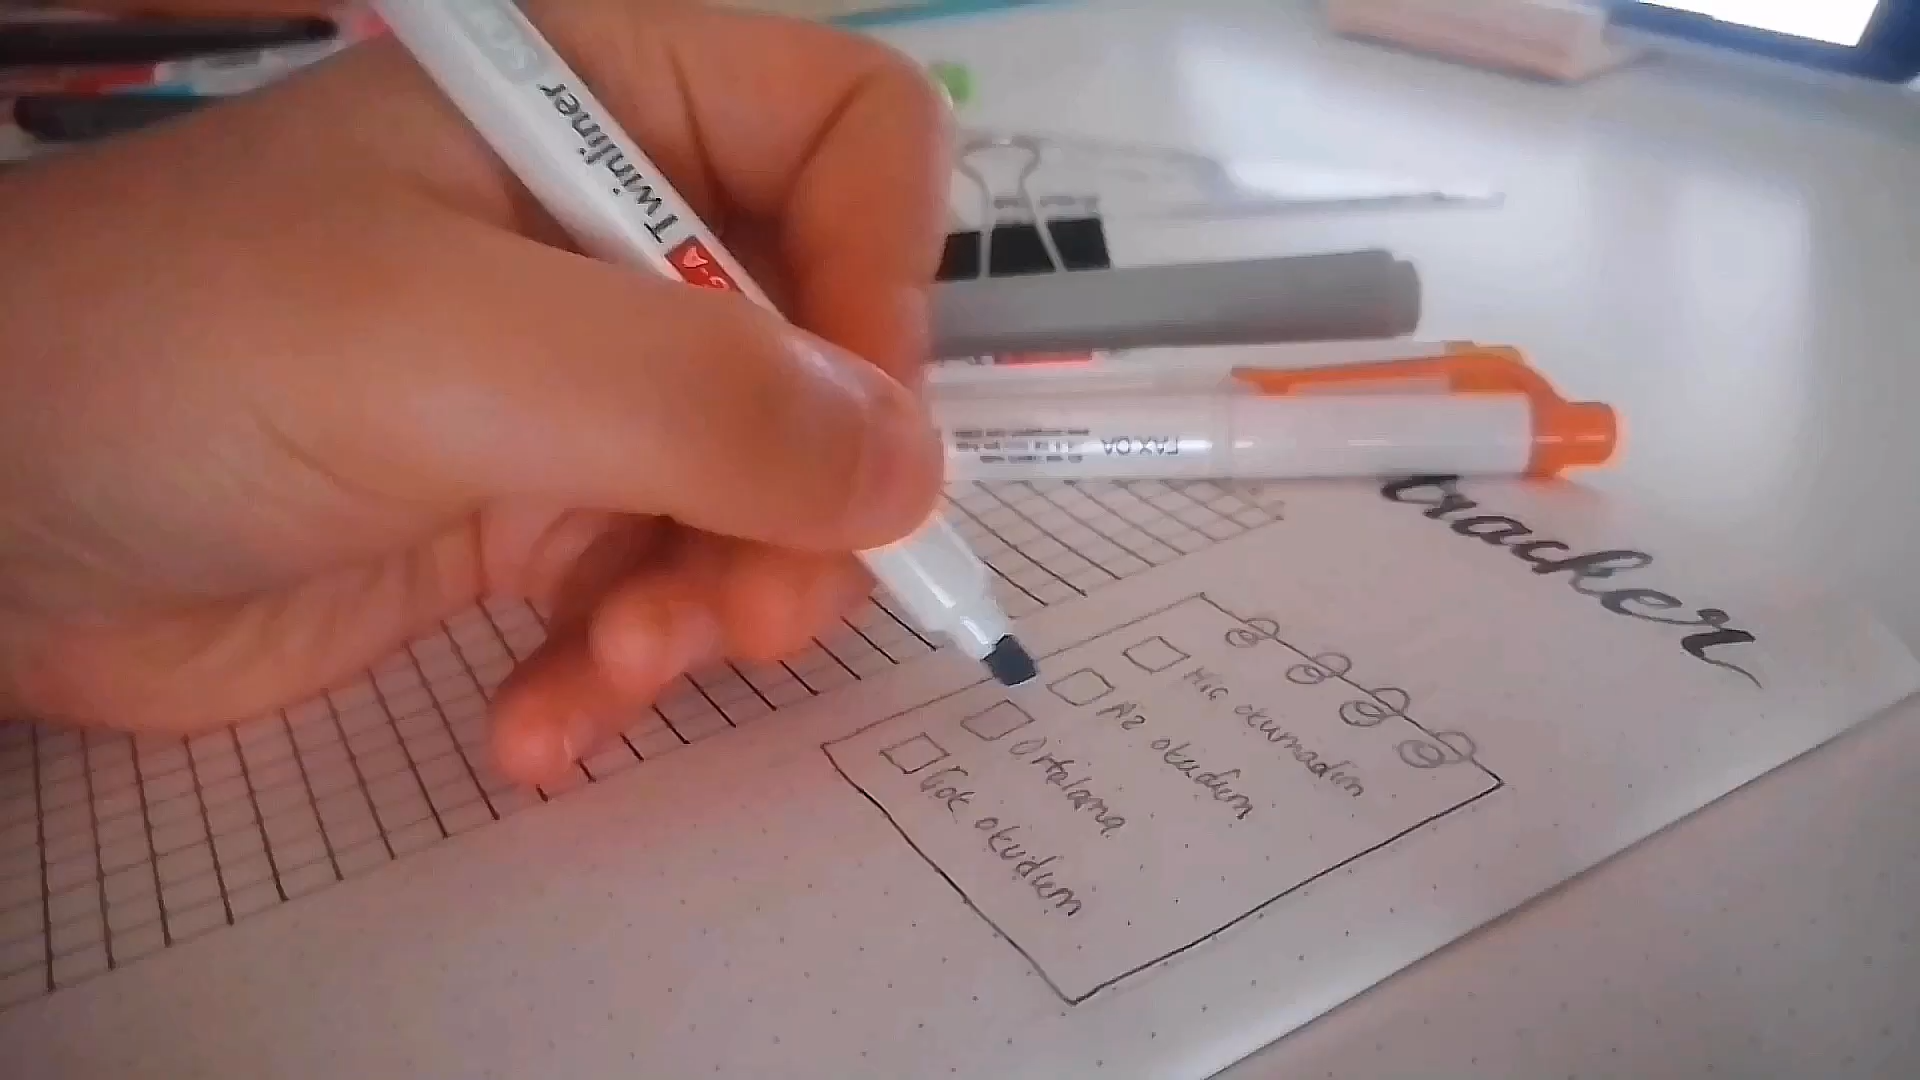 Twinliner
tracker
Hiç okumadım
Az okudum
Ortalama
Çok okudum